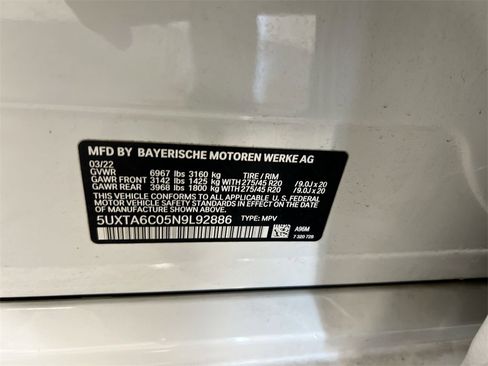 MFD BY BAYERISCHE MOTOREN WERKE AG
03/22
GVWR 6967 lbs 3160 kg TIRE / RIM
GAWR FRONT 3142 lbs 1425 kg WITH 275/45 R20 / 9.0J x 20
GAWR REAR 3968 lbs 1800 kg WITH 275/45 R20 / 9.0J x 20
THIS VEHICLE CONFORMS TO ALL APPLICABLE U.S. FEDERAL
MOTOR VEHICLE SAFETY STANDARDS IN EFFECT ON THE DATE
OF MANUFACTURE SHOWN ABOVE.
5UXTA6C05N9L92886 TYPE: MPV
A96M
7 320 729